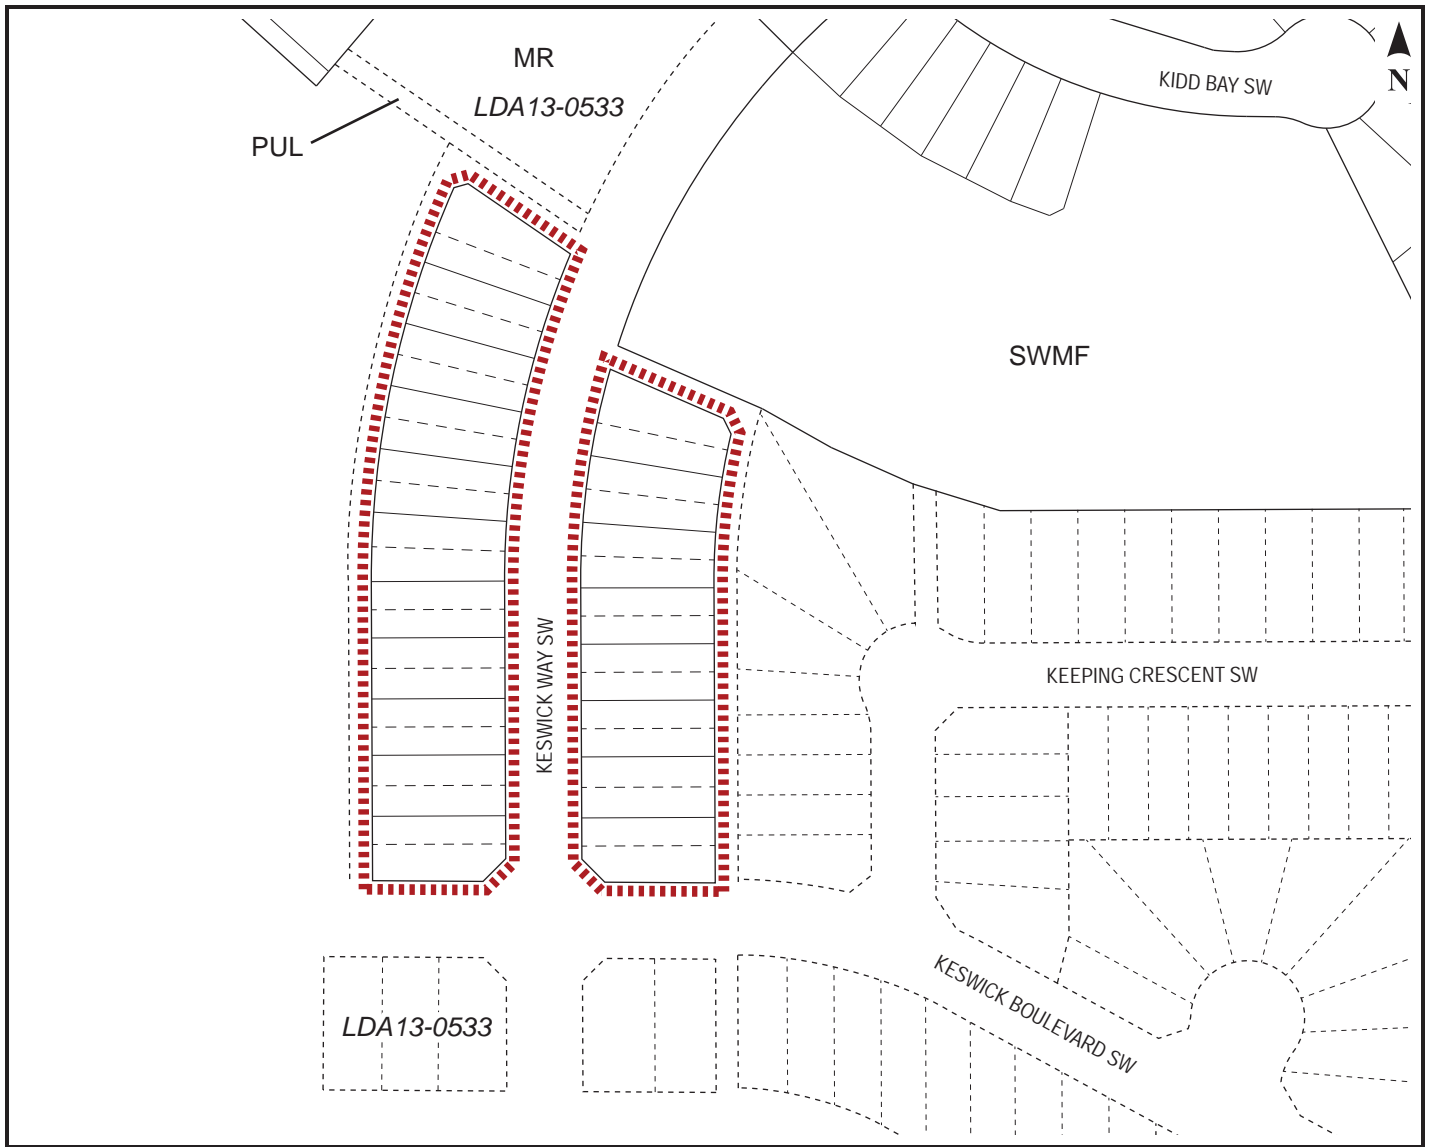 MR
LDA13-0533
PUL
KIDD BAY SW
N
SWMF
KESWICK WAY SW
KEEPING CRESCENT SW
KESWICK BOULEVARD SW
LDA13-0533